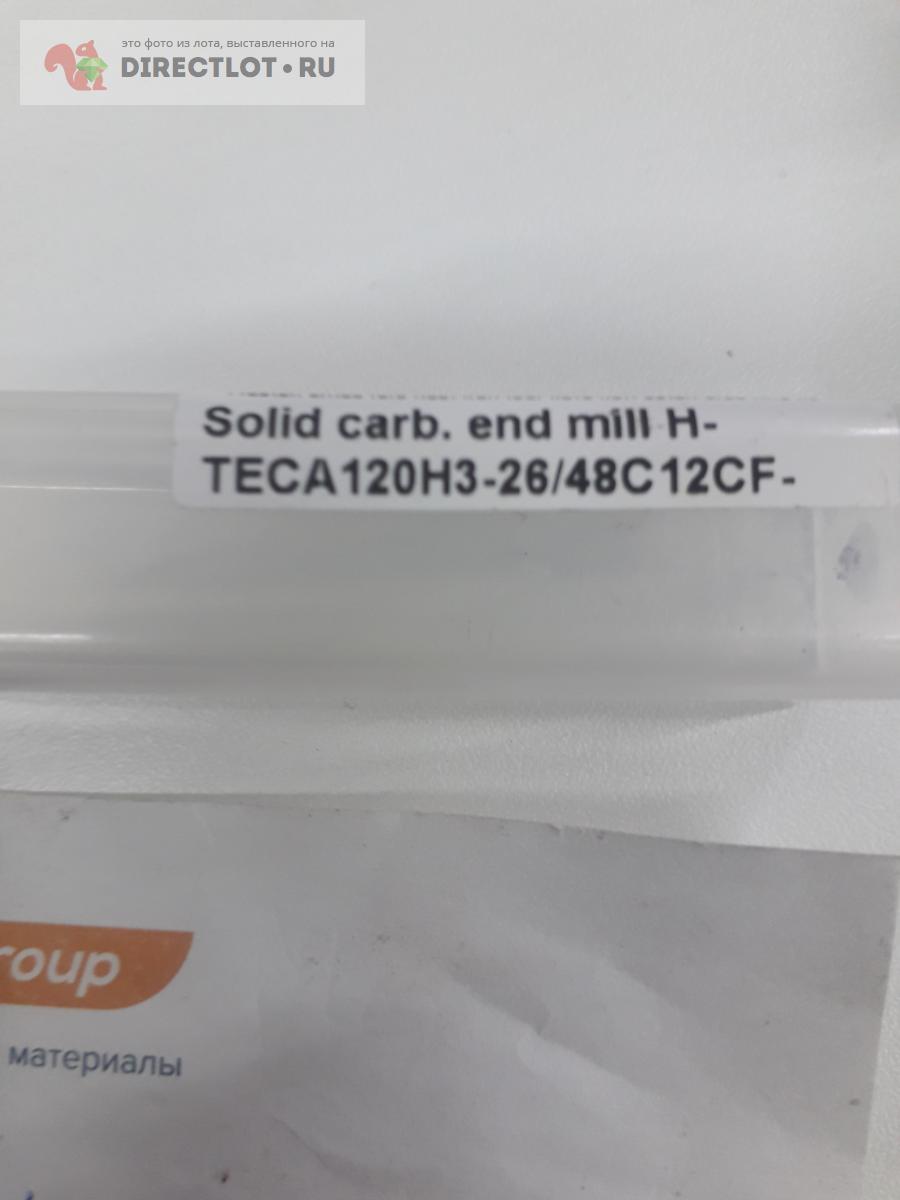 это фото из лота, выставленного на
DIRECTLOT•RU
Solid carb. end mill H-
TECA120H3-26/48C12CF-
roup
материалы